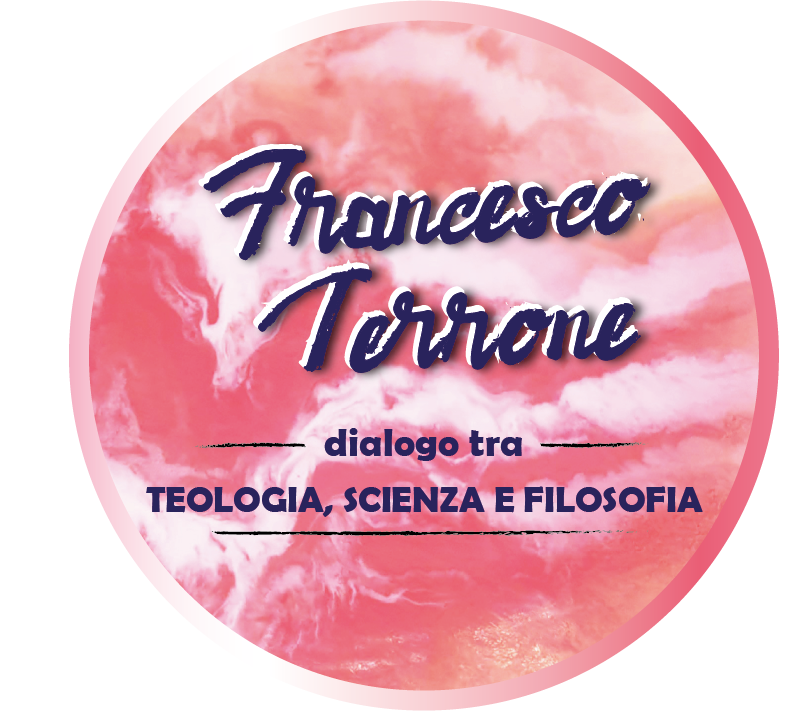 Francesco
Terrone
dialogo tra
TEOLOGIA, SCIENZA E FILOSOFIA